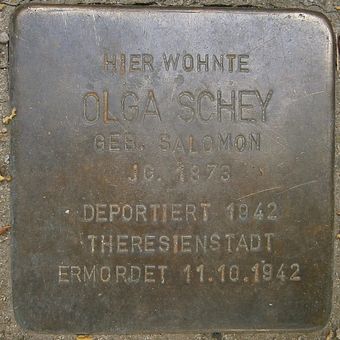 HIER WOHNTE
OLGA SCHEY
GEB. SALOMON
JG. 1873
DEPORTIERT 1942
THERESIENSTADT
ERMORDET 11.10.1942